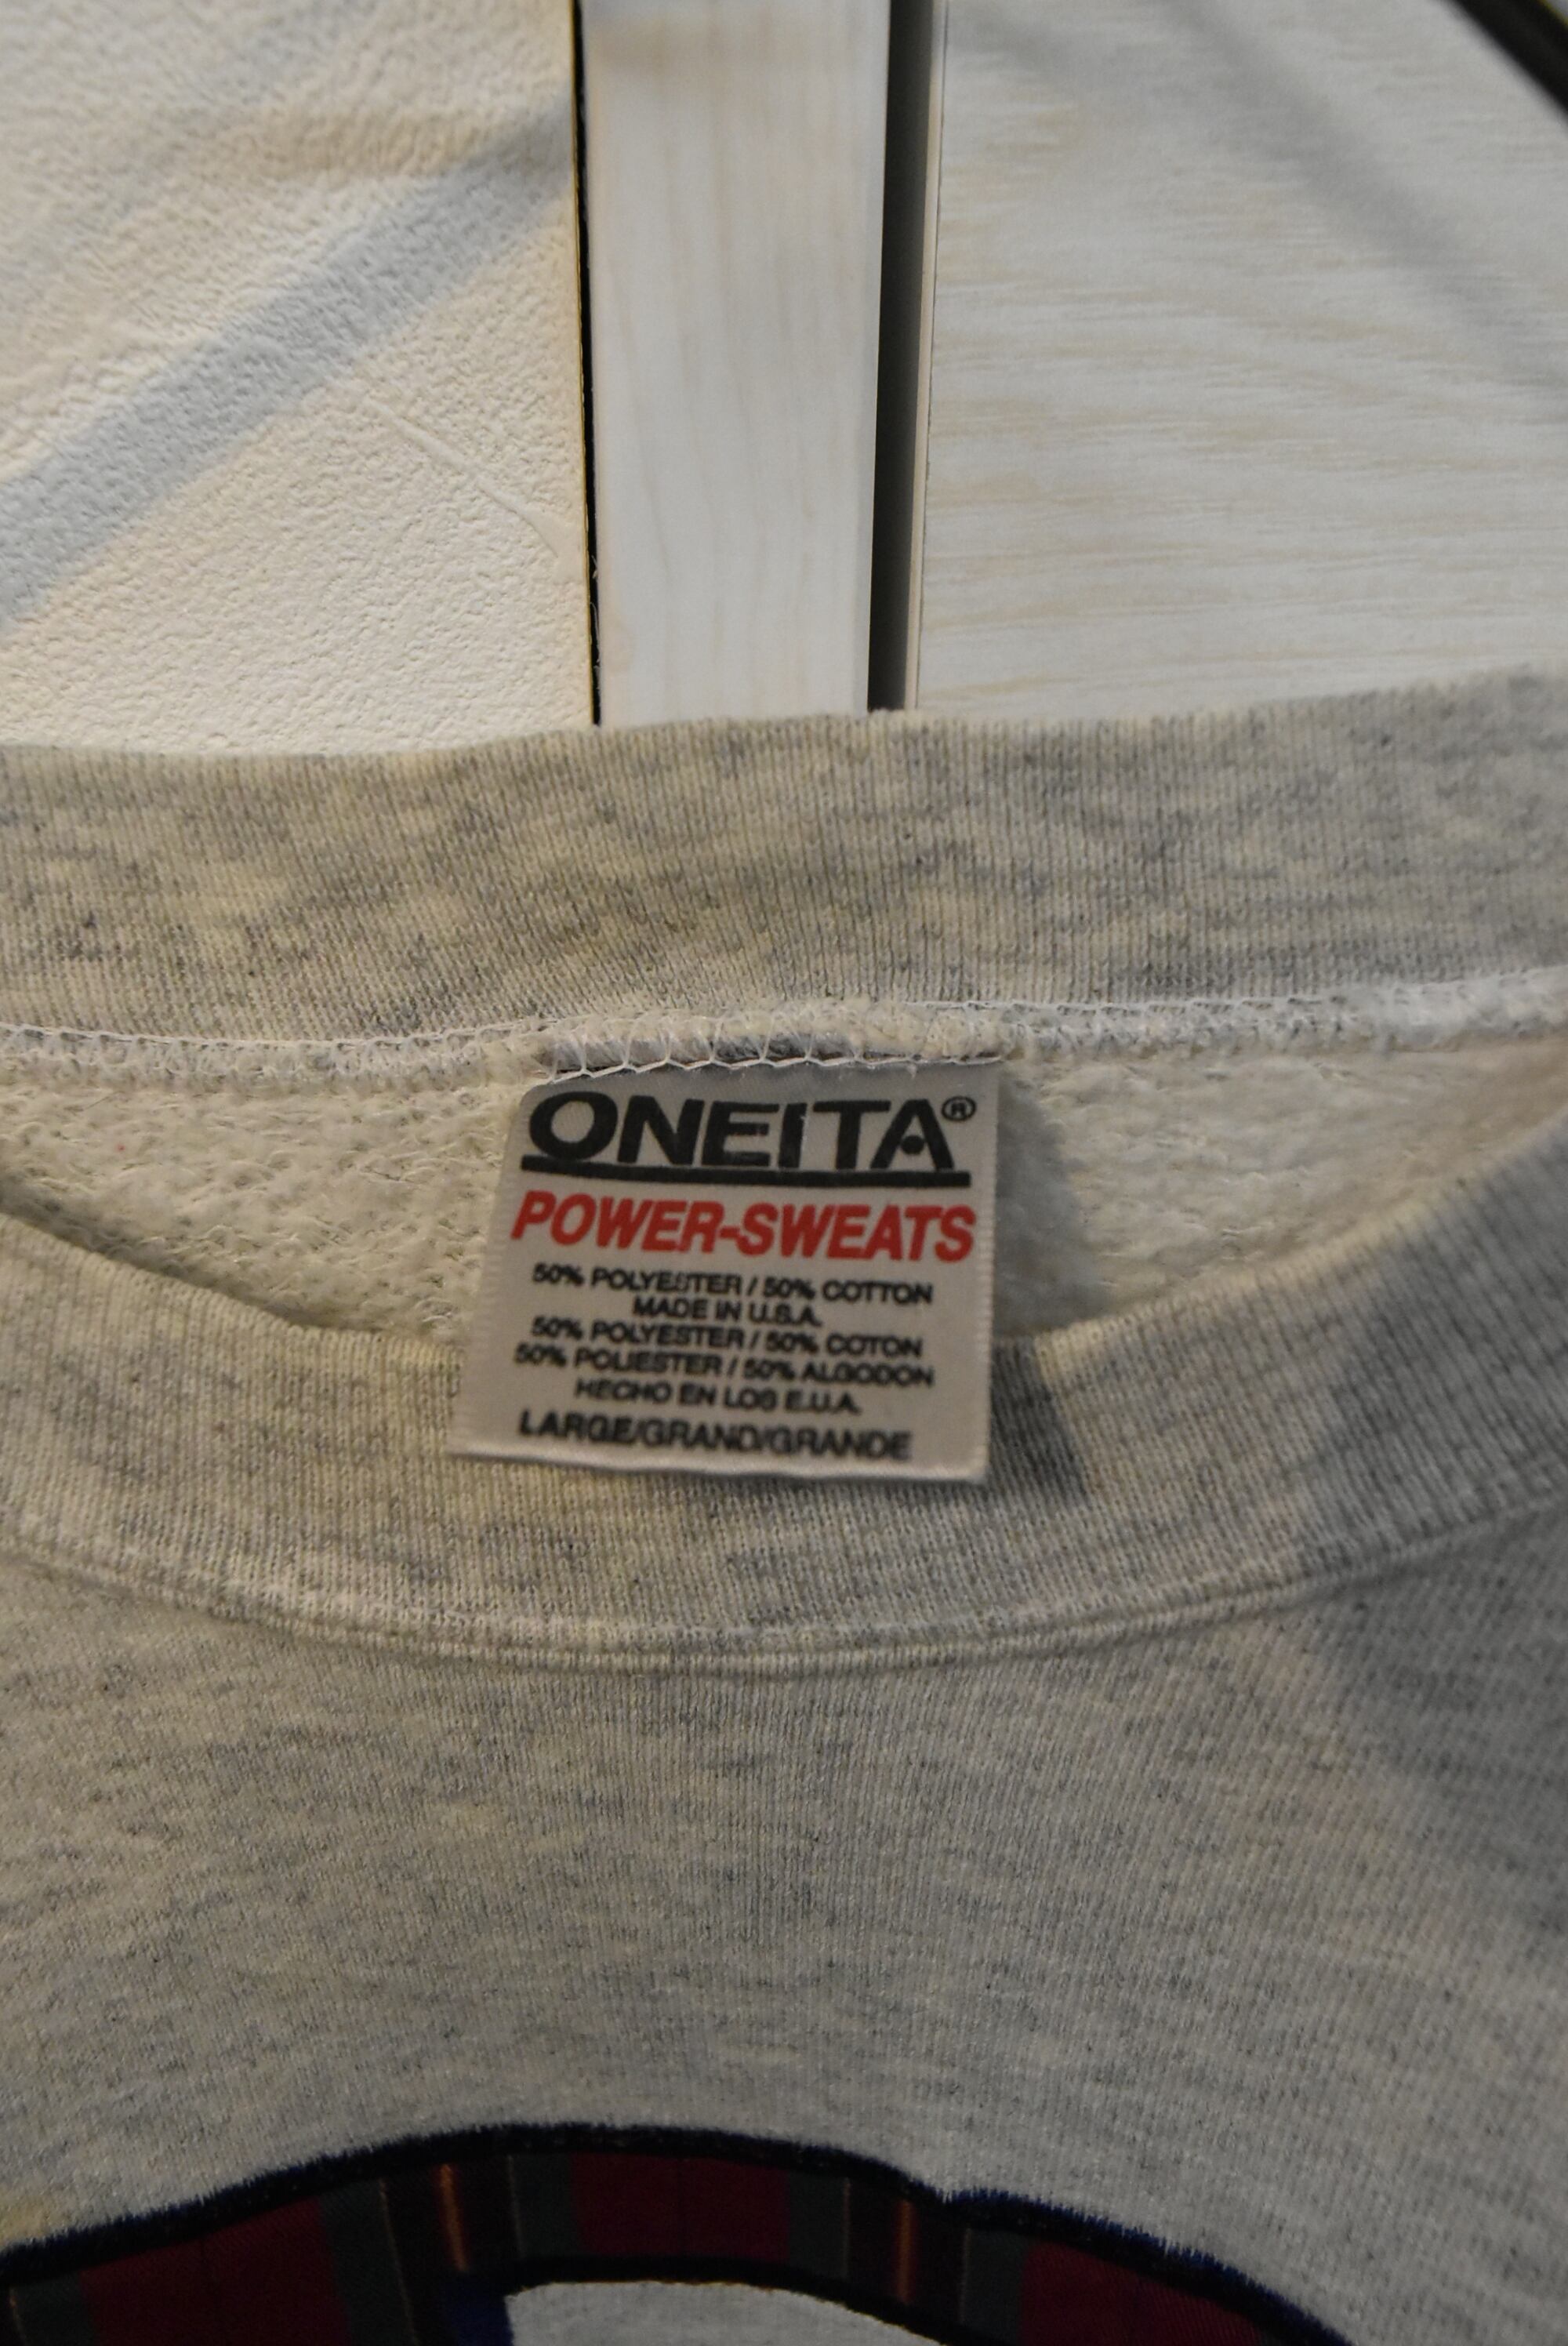 ONEITA®
POWER-SWEATS
50% POLYESTER / 50% COTTON
MADE IN U.S.A.
50% POLYESTER / 50% COTON
50% POLIESTER / 50% ALGODON
HECHO EN LOS E.U.A.
LARGE/GRAND/GRANDE